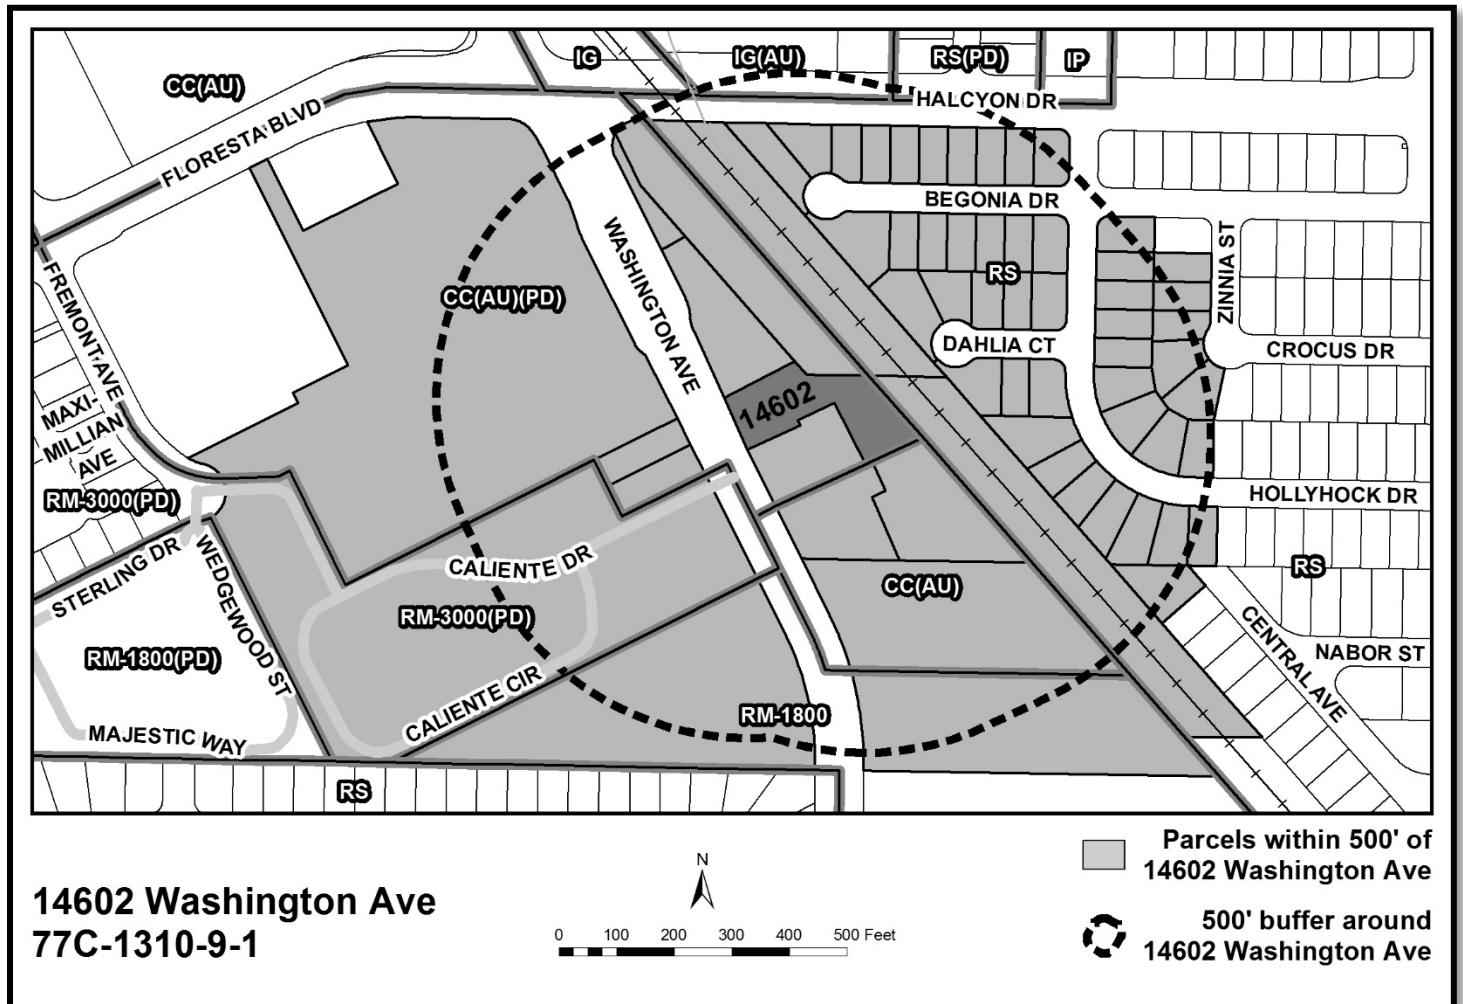 IG
IG(AU)
RS(PD)
IP
CC(AU)
HALCYON DR
FLORESTA BLVD
BEGONIA DR
WASHINGTON AVE
ZINNIA ST
FREMONT AVE
CC(AU)(PD)
RS
DAHLIA CT
CROCUS DR
14602
MAXI-
MILLIAN
AVE
RM-3000(PD)
HOLLYHOCK DR
STERLING DR
WEDGEWOOD ST
CALIENTE DR
CC(AU)
RS
RM-3000(PD)
CENTRAL AVE
RM-1800(PD)
NABOR ST
CALIENTE CIR
RM-1800
MAJESTIC WAY
RS
14602 Washington Ave
77C-1310-9-1
N
0 100 200 300 400 500 Feet
Parcels within 500' of
14602 Washington Ave
500' buffer around
14602 Washington Ave